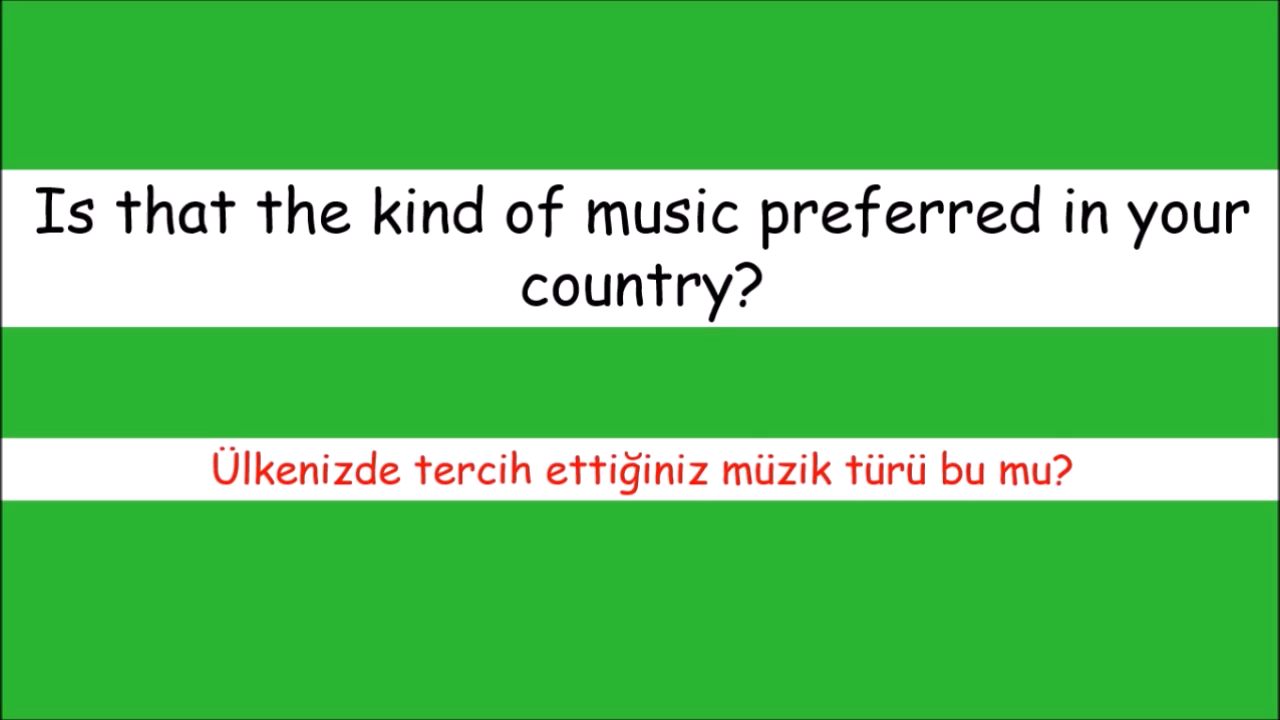 Is that the kind of music preferred in your
country?
Ülkenizde tercih ettiğiniz müzik türü bu mu?